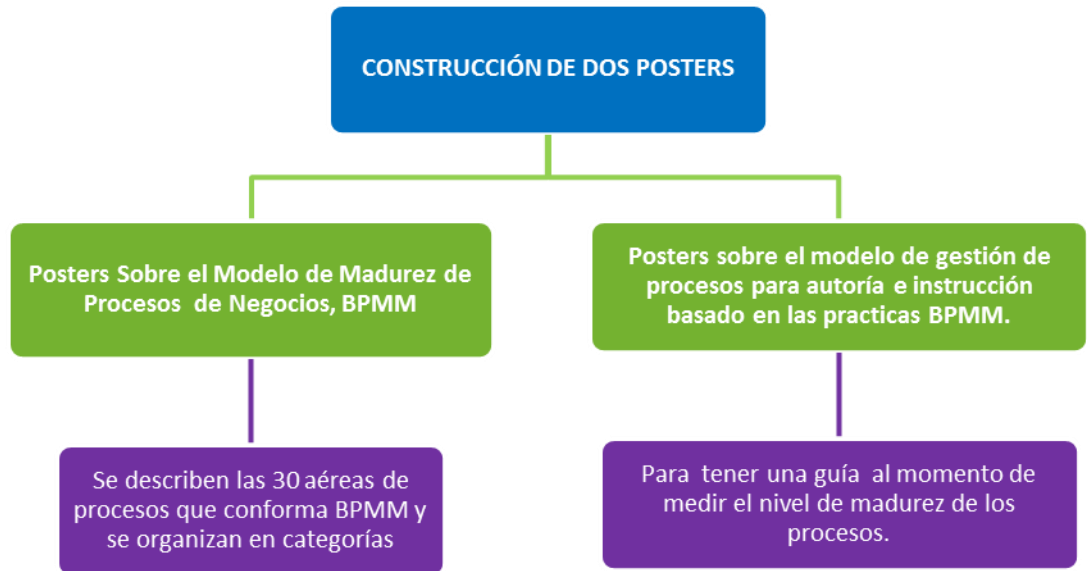 CONSTRUCCIÓN DE DOS POSTERS
Posters Sobre el Modelo de Madurez de
Procesos de Negocios, BPMM
Posters sobre el modelo de gestión de
procesos para autoría e instrucción
basado en las practicas BPMM.
Se describen las 30 aéreas de
procesos que conforma BPMM y
se organizan en categorías
Para tener una guía al momento de
medir el nivel de madurez de los
procesos.